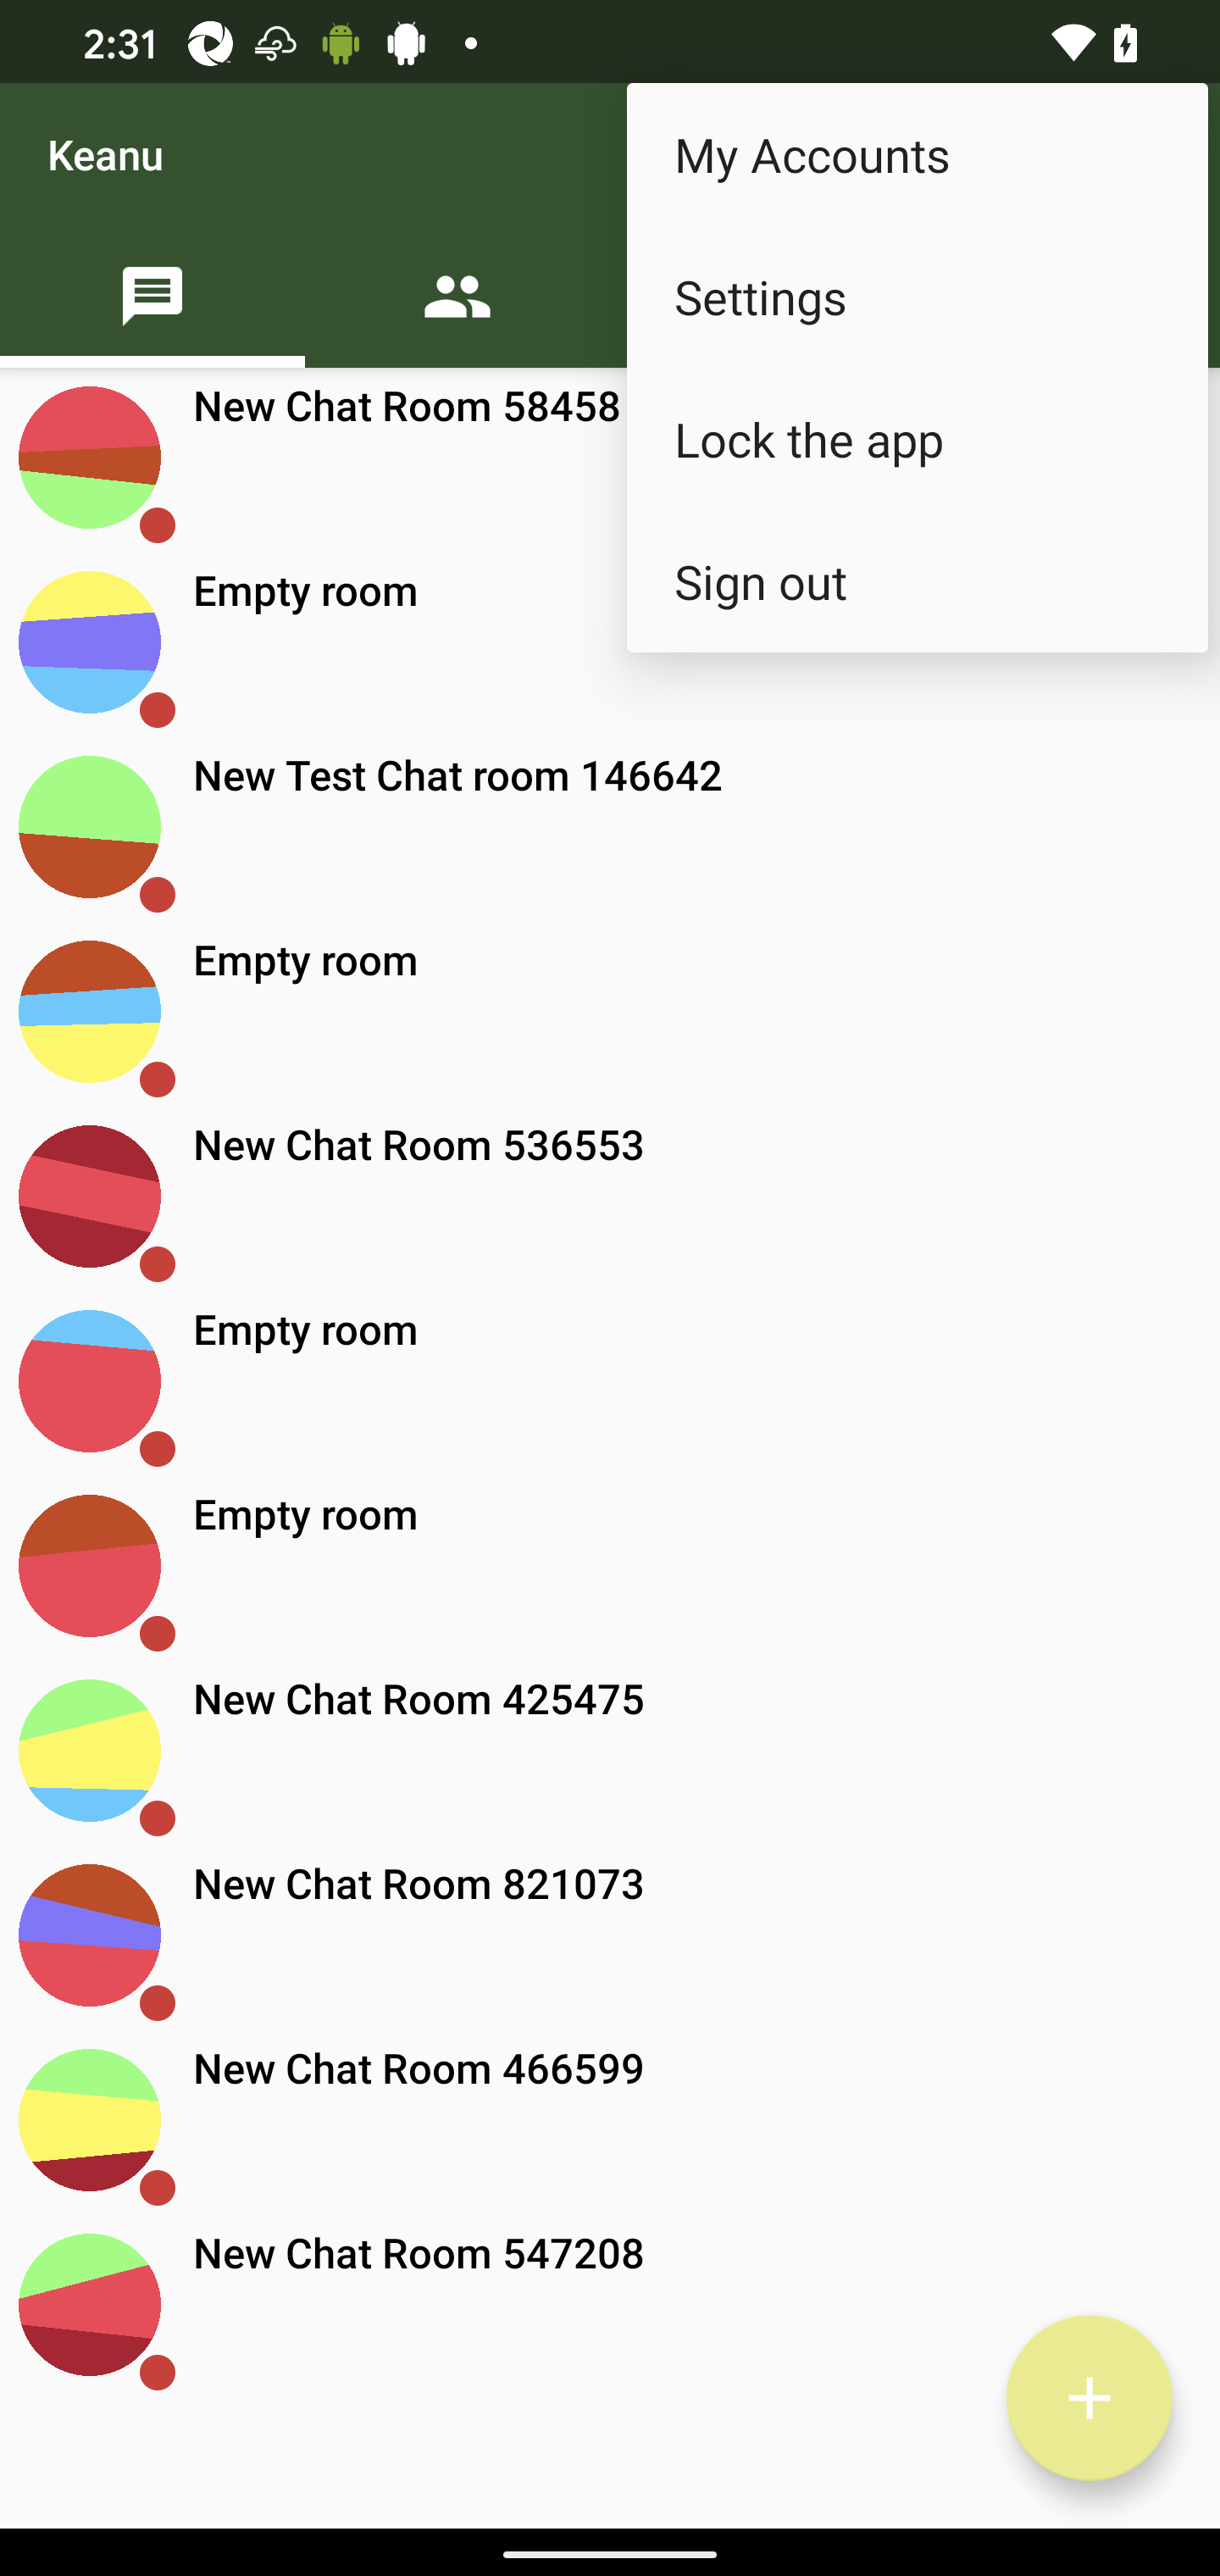 2:31
Keanu
My Accounts
Settings
Lock the app
Sign out
New Chat Room 58458
Empty room
New Test Chat room 146642
Empty room
New Chat Room 536553
Empty room
Empty room
New Chat Room 425475
New Chat Room 821073
New Chat Room 466599
New Chat Room 547208